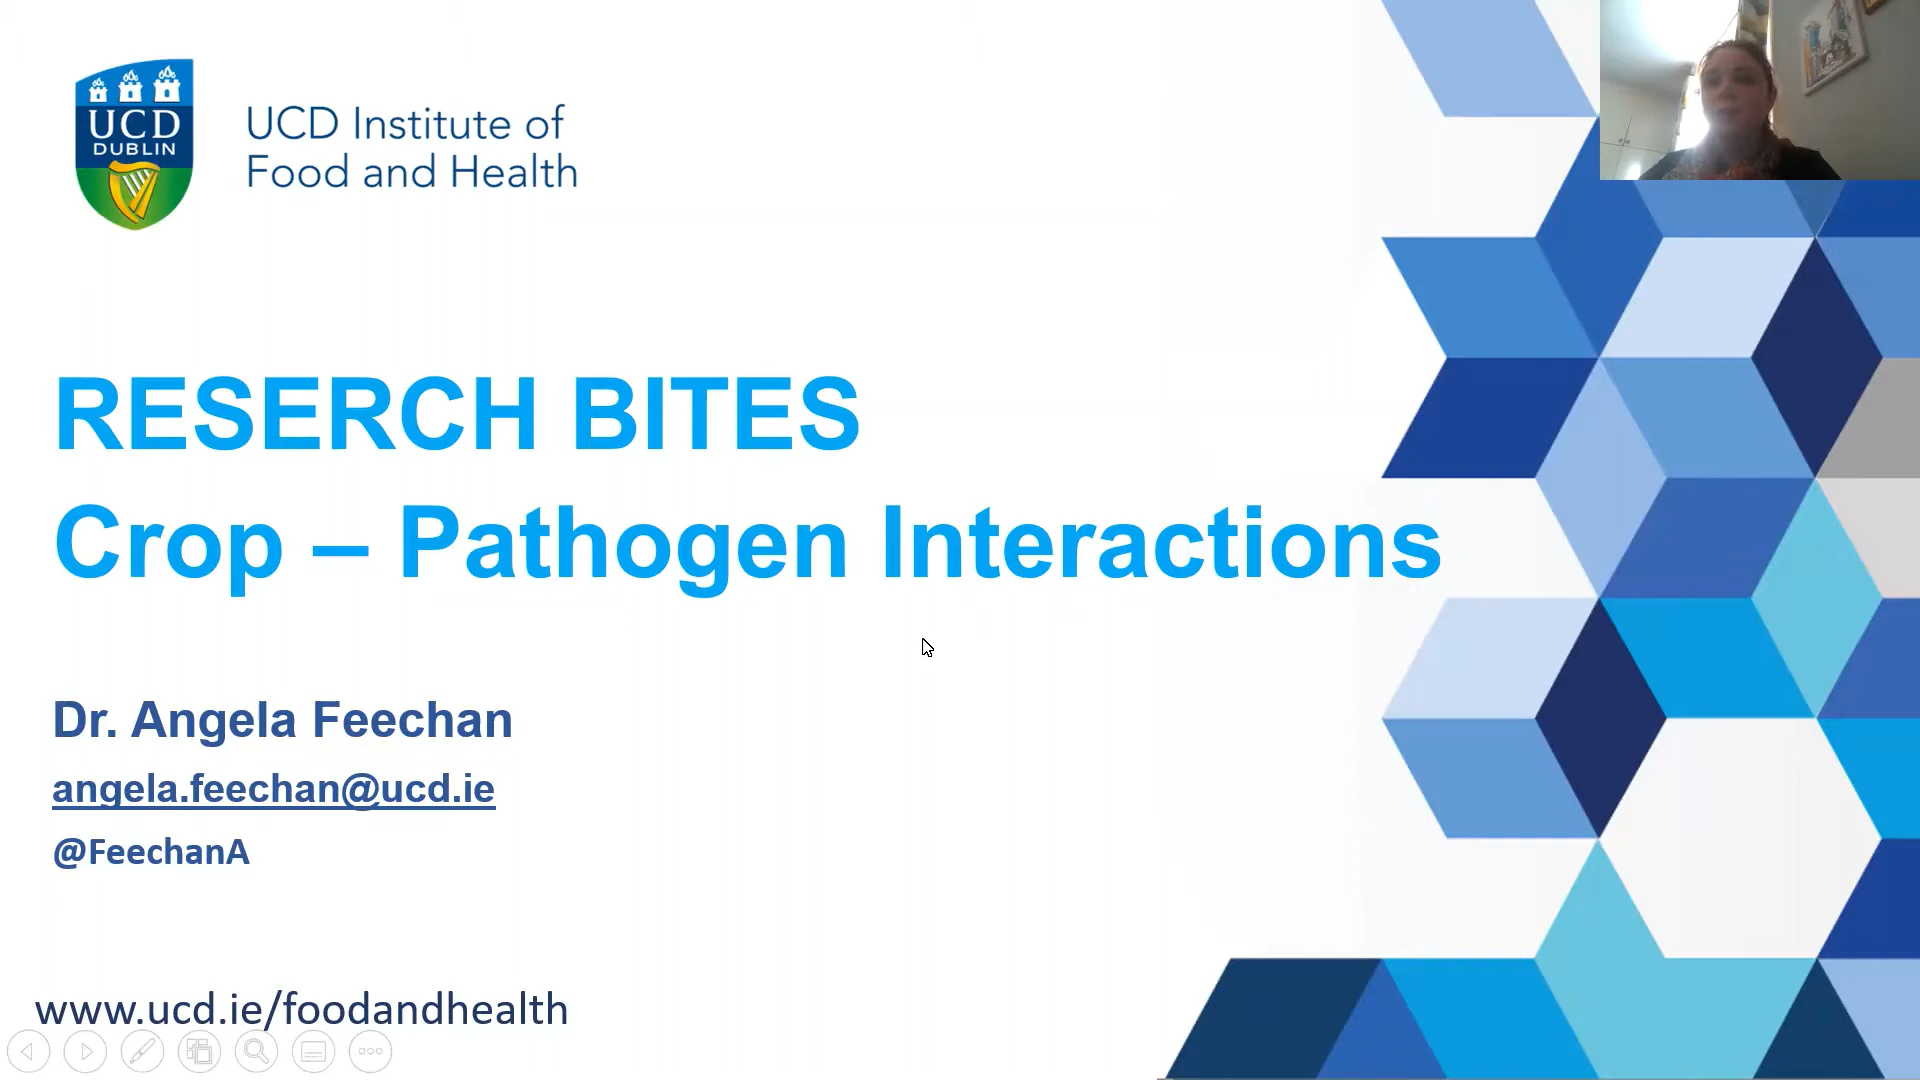 UCD
DUBLIN
UCD Institute of
Food and Health
RESERCH BITES
Crop – Pathogen Interactions
Dr. Angela Feechan
angela.feechan@ucd.ie
@FeechanA
www.ucd.ie/foodandhealth